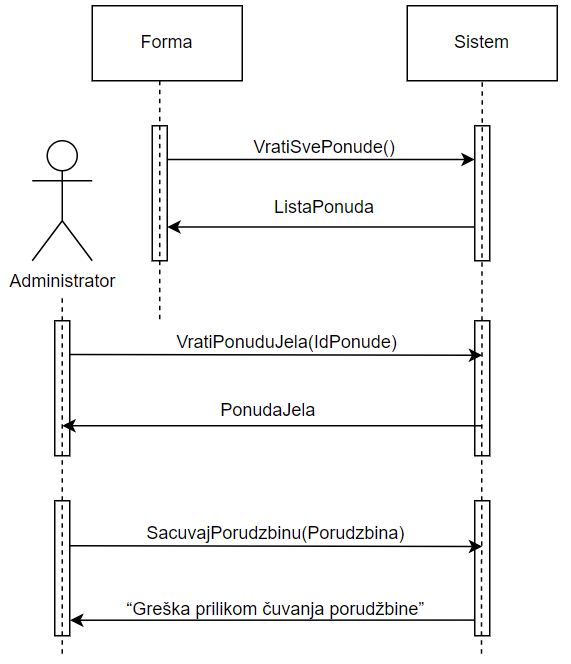 Forma
Sistem
VratiSvePonude()
ListaPonuda
Administrator
VratiPonuduJela(IdPonude)
PonudaJela
SacuvajPorudzbinu(Porudzbina)
“Greška prilikom čuvanja porudžbine”